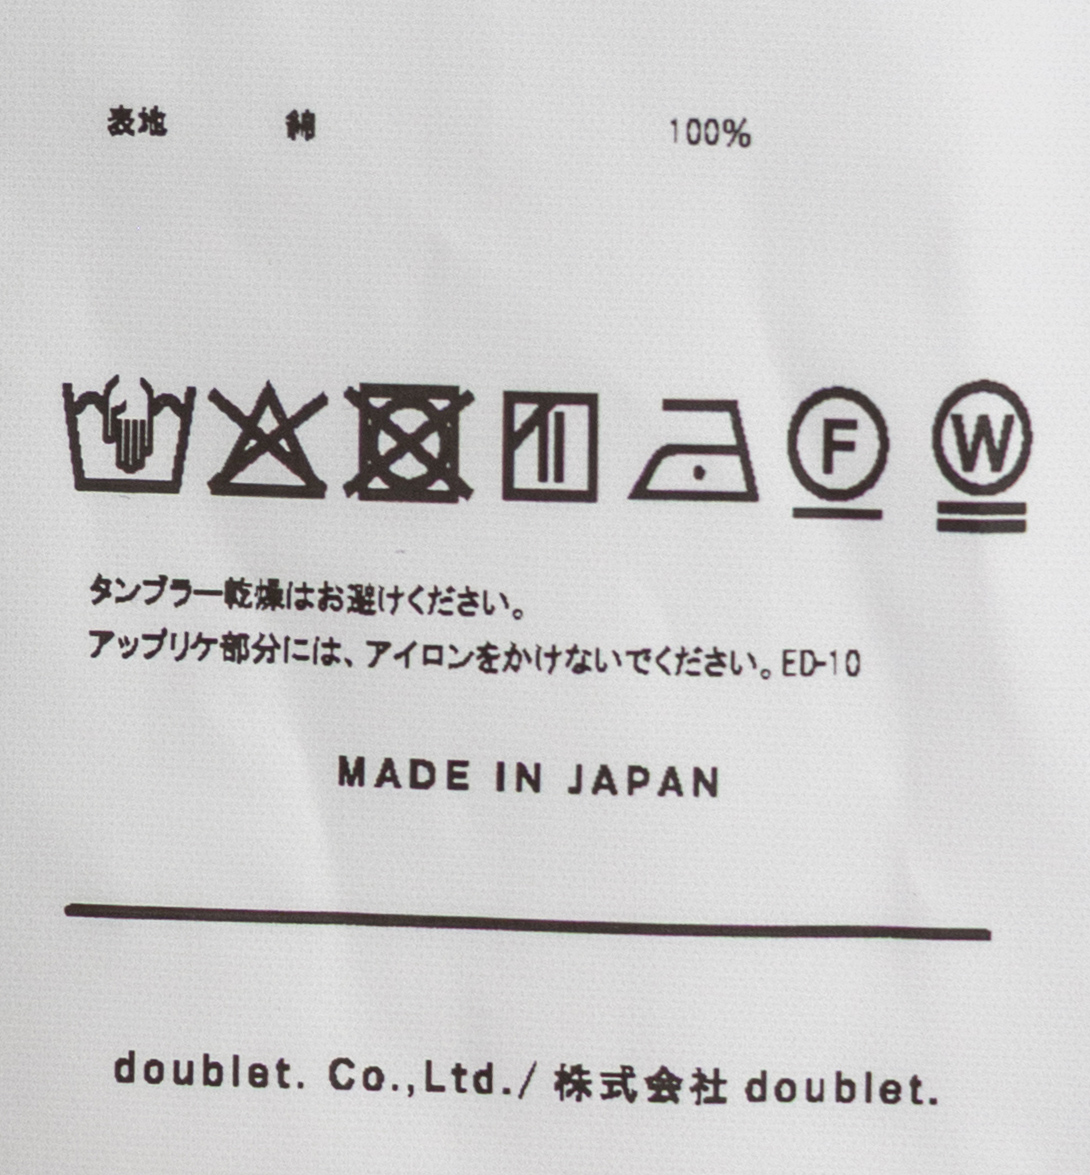 表地 綿 100%
F W
タンブラー乾燥はお避けください。
アップリケ部分には、アイロンをかけないでください。ED-10
MADE IN JAPAN
doublet. Co.,Ltd./ 株式会社 doublet.